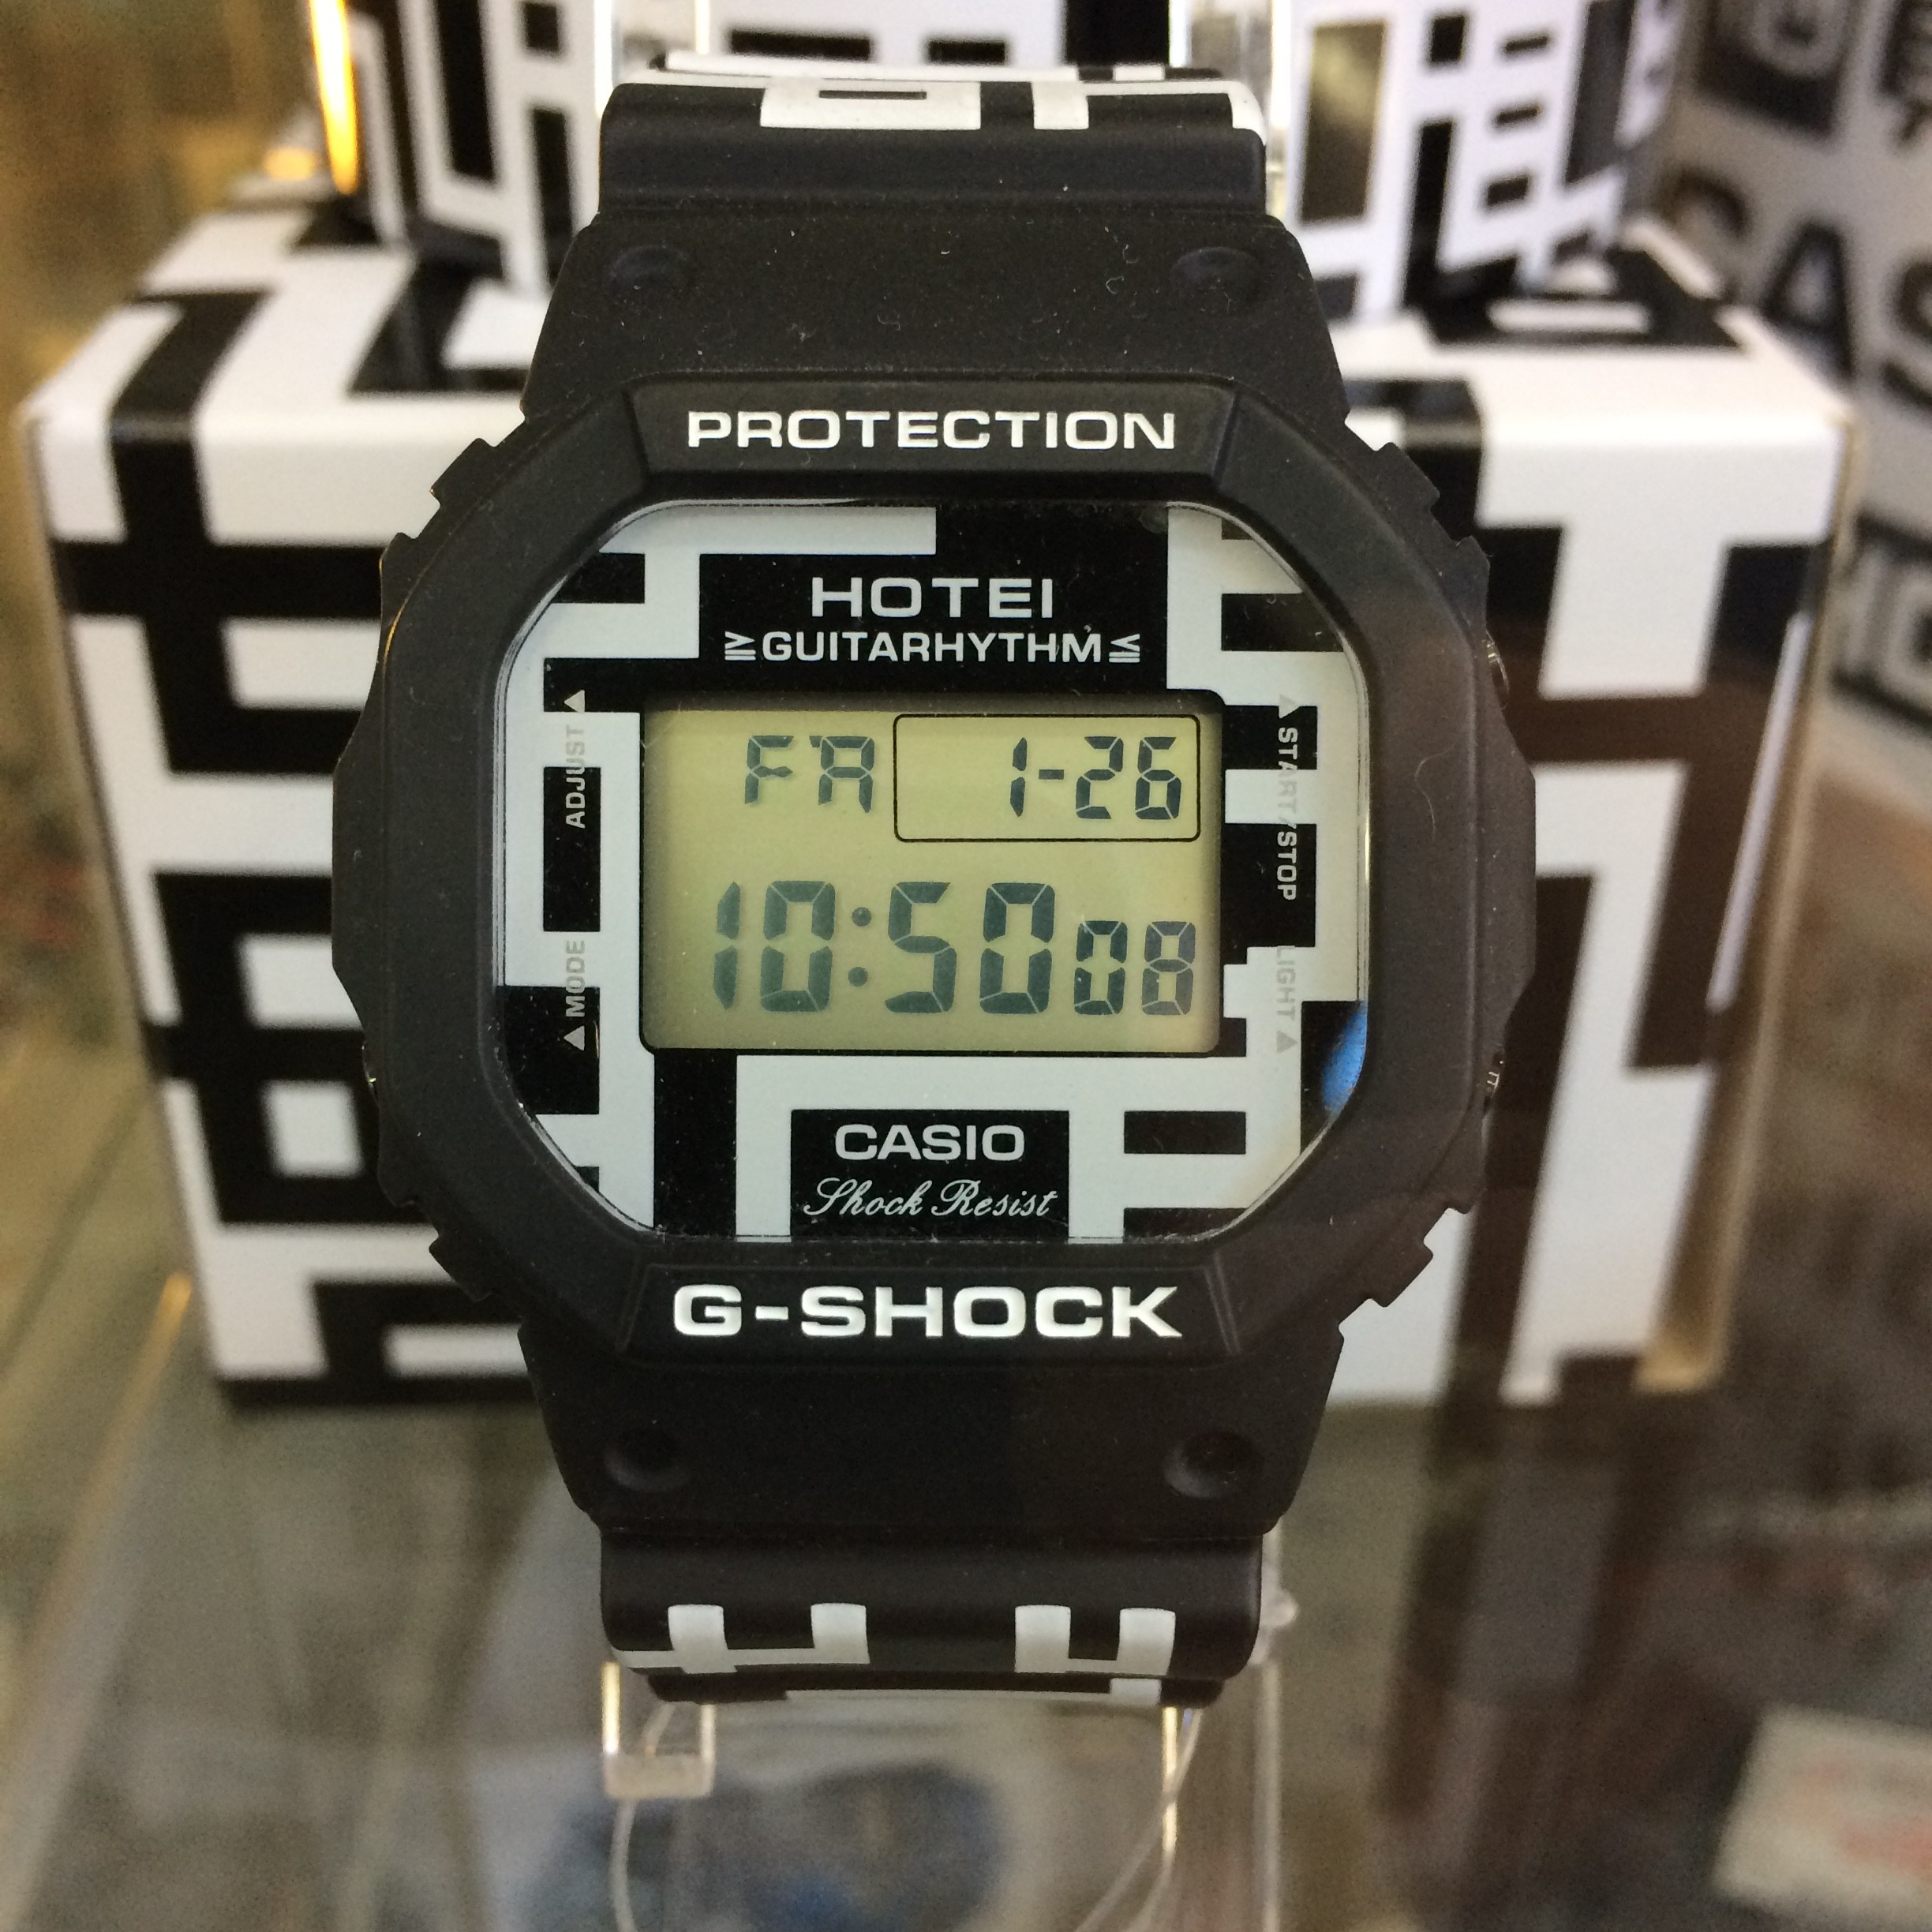 PROTECTION
HOTEI
≧GUITARHYTHM≦
ADJUST
START/STOP
FR 1-26
10:50 08
MODE
LIGHT
CASIO
Shock Resist
G-SHOCK